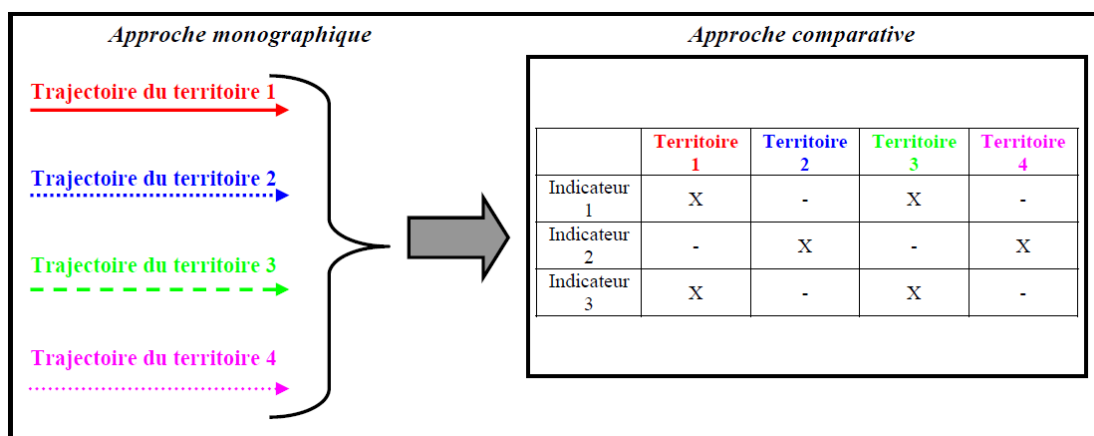 Approche monographique
Trajectoire du territoire 1
Trajectoire du territoire 2
Trajectoire du territoire 3
Trajectoire du territoire 4
Approche comparative
Territoire 1 Territoire 2 Territoire 3 Territoire 4
Indicateur 1 X - X -
Indicateur 2 - X - X
Indicateur 3 X - X -